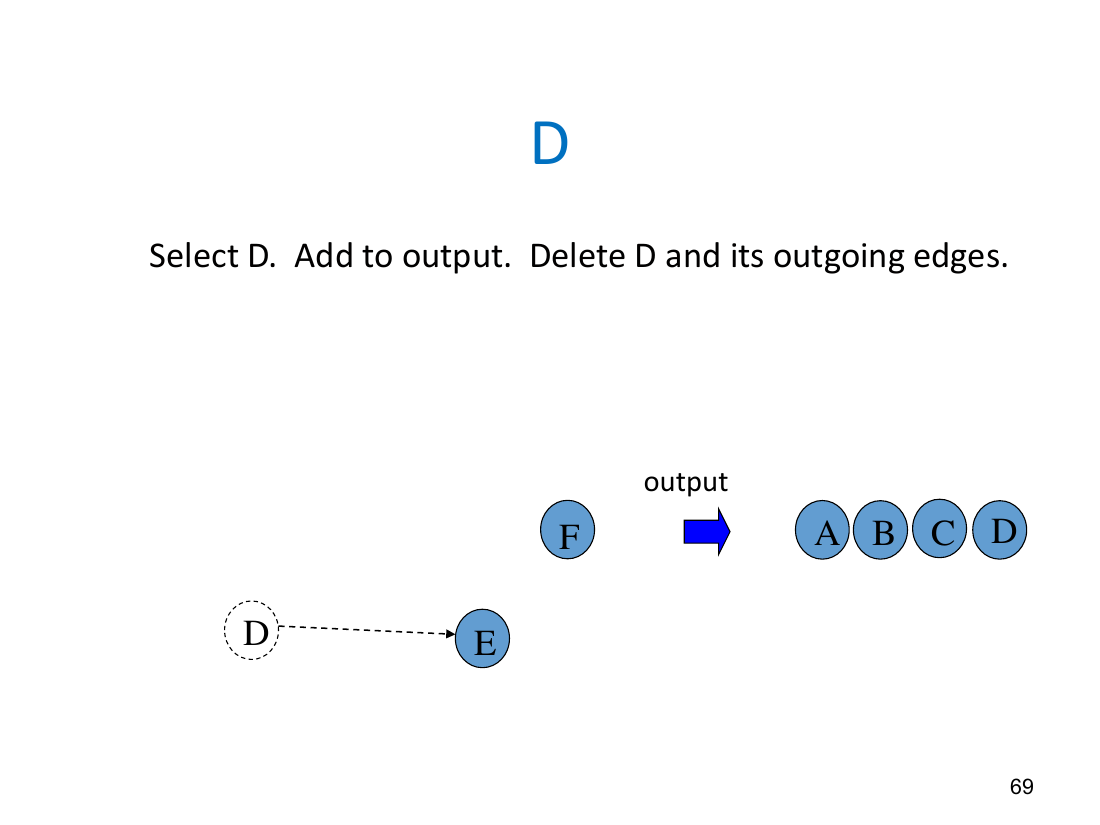 D
Select D.  Add to output.  Delete D and its outgoing edges.
output
F
A B C D
D
E
69